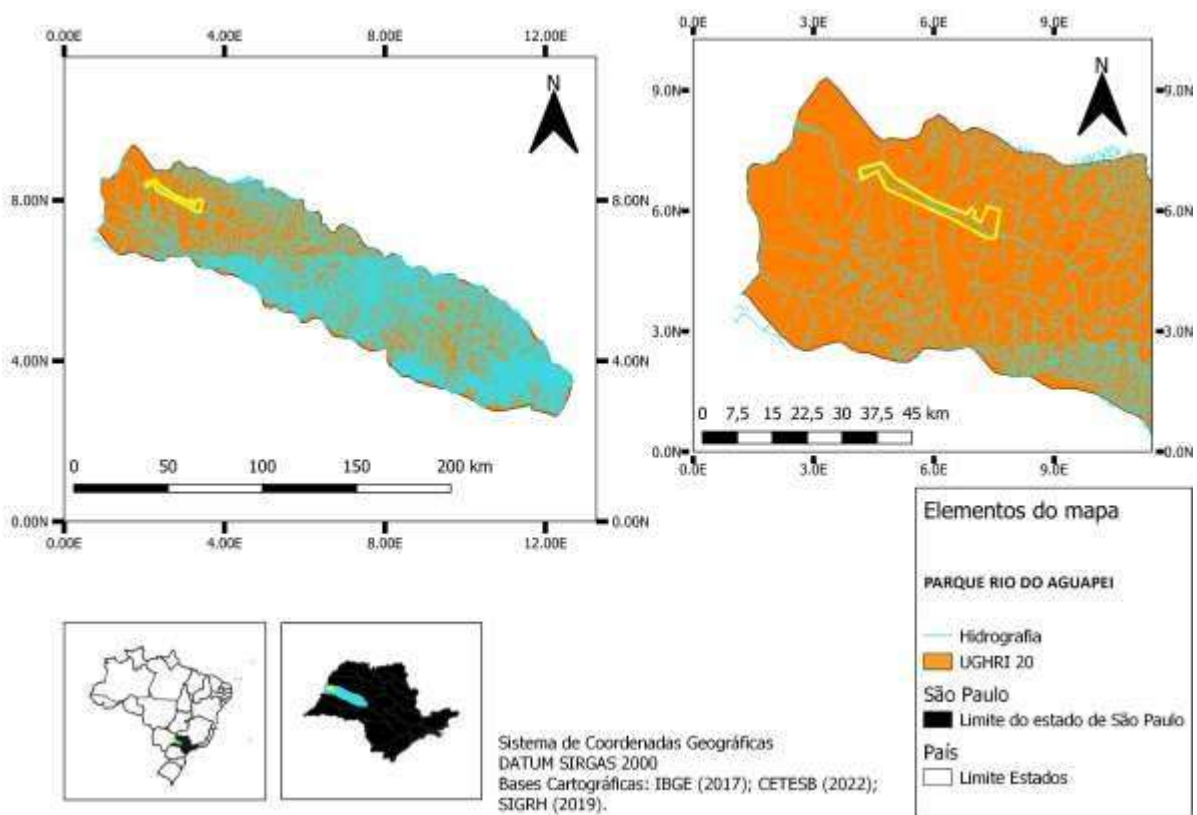 0.00E 4.00E 8.00E 12.00E
N
8.00N 8.00N
4.00N 4.00N
0 50 100 150 200 km
0.00N 0.00N
0.00E 4.00E 8.00E 12.00E
0.0E 3.0E 6.0E 9.0E
N
9.0N 9.0N
6.0N 6.0N
3.0N 3.0N
0 7,5 15 22,5 30 37,5 45 km
0.0N 0.0N
0.0E 3.0E 6.0E 9.0E
Elementos do mapa
PARQUE RIO DO AGUAPEI
Hidrografia
UGHRI 20
São Paulo
Limite do estado de São Paulo
País
Limite Estados
Sistema de Coordenadas Geográficas
DATUM SIRGAS 2000
Bases Cartográficas: IBGE (2017); CETESB (2022);
SIGRH (2019).